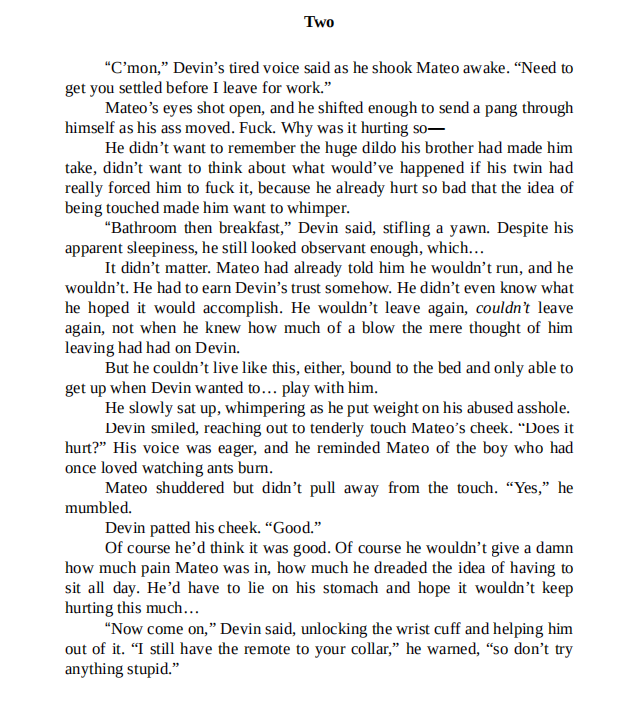 Two
“C’mon,” Devin’s tired voice said as he shook Mateo awake. “Need to
get you settled before I leave for work.”
Mateo’s eyes shot open, and he shifted enough to send a pang through
himself as his ass moved. Fuck. Why was it hurting so—
He didn’t want to remember the huge dildo his brother had made him
take, didn’t want to think about what would’ve happened if his twin had
really forced him to fuck it, because he already hurt so bad that the idea of
being touched made him want to whimper.
“Bathroom then breakfast,” Devin said, stifling a yawn. Despite his
apparent sleepiness, he still looked observant enough, which…
It didn’t matter. Mateo had already told him he wouldn’t run, and he
wouldn’t. He had to earn Devin’s trust somehow. He didn’t even know what
he hoped it would accomplish. He wouldn’t leave again, couldn’t leave
again, not when he knew how much of a blow the mere thought of him
leaving had had on Devin.
But he couldn’t live like this, either, bound to the bed and only able to
get up when Devin wanted to… play with him.
He slowly sat up, whimpering as he put weight on his abused asshole.
Devin smiled, reaching out to tenderly touch Mateo’s cheek. “Does it
hurt?” His voice was eager, and he reminded Mateo of the boy who had
once loved watching ants burn.
Mateo shuddered but didn’t pull away from the touch. “Yes,” he
mumbled.
Devin patted his cheek. “Good.”
Of course he’d think it was good. Of course he wouldn’t give a damn
how much pain Mateo was in, how much he dreaded the idea of having to
sit all day. He’d have to lie on his stomach and hope it wouldn’t keep
hurting this much…
“Now come on,” Devin said, unlocking the wrist cuff and helping him
out of it. “I still have the remote to your collar,” he warned, “so don’t try
anything stupid.”